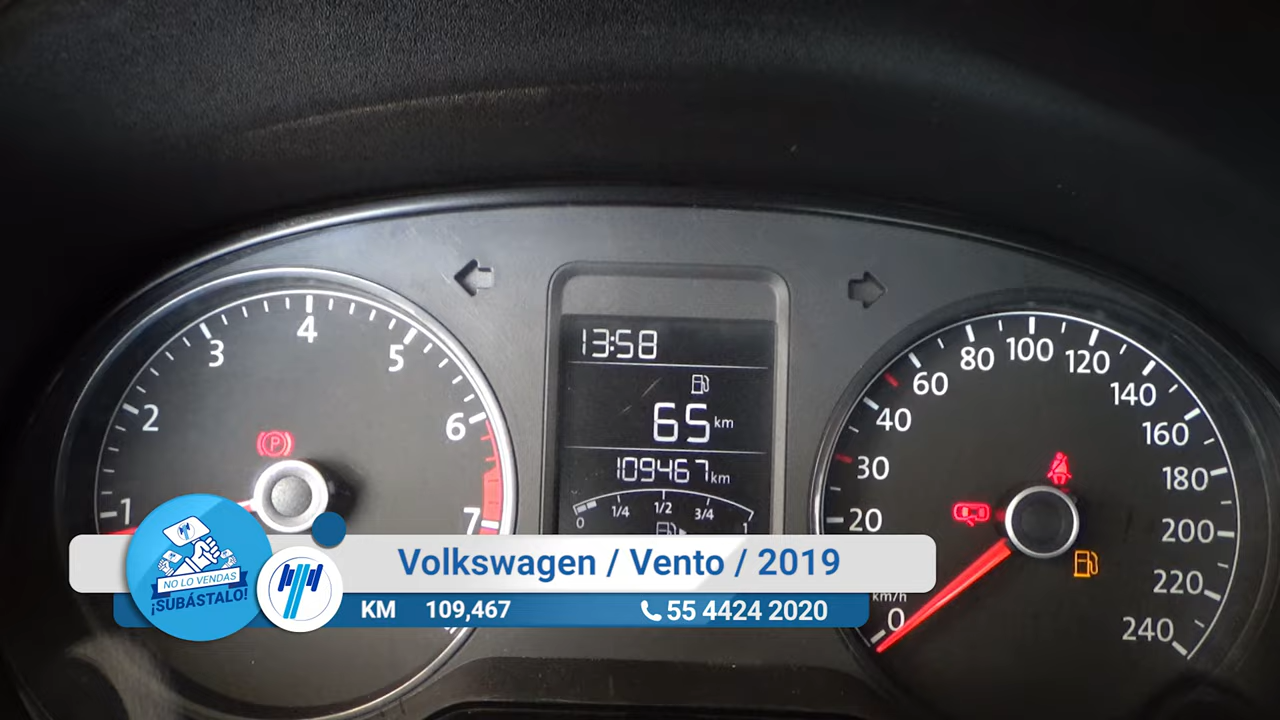 13:58
65 km
109467 km
0 1/4 1/2 3/4 1
1 2 3 4 5 6 7
P
0 20 30 40 60 80 100 120 140 160 180 200 220 240
km/h
Volkswagen / Vento / 2019
KM 109,467 55 4424 2020
NO LO VENDAS
¡SUBÁSTALO!